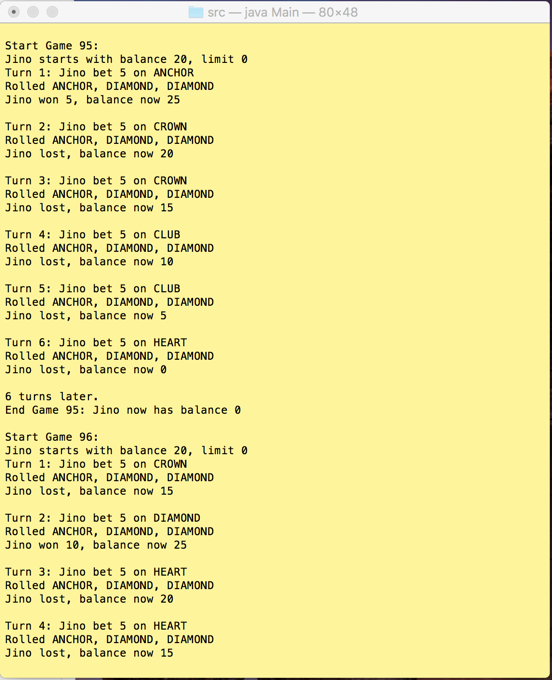 src — java Main — 80×48
Start Game 95:
Jino starts with balance 20, limit 0
Turn 1: Jino bet 5 on ANCHOR
Rolled ANCHOR, DIAMOND, DIAMOND
Jino won 5, balance now 25
Turn 2: Jino bet 5 on CROWN
Rolled ANCHOR, DIAMOND, DIAMOND
Jino lost, balance now 20
Turn 3: Jino bet 5 on CROWN
Rolled ANCHOR, DIAMOND, DIAMOND
Jino lost, balance now 15
Turn 4: Jino bet 5 on CLUB
Rolled ANCHOR, DIAMOND, DIAMOND
Jino lost, balance now 10
Turn 5: Jino bet 5 on CLUB
Rolled ANCHOR, DIAMOND, DIAMOND
Jino lost, balance now 5
Turn 6: Jino bet 5 on HEART
Rolled ANCHOR, DIAMOND, DIAMOND
Jino lost, balance now 0
6 turns later.
End Game 95: Jino now has balance 0
Start Game 96:
Jino starts with balance 20, limit 0
Turn 1: Jino bet 5 on CROWN
Rolled ANCHOR, DIAMOND, DIAMOND
Jino lost, balance now 15
Turn 2: Jino bet 5 on DIAMOND
Rolled ANCHOR, DIAMOND, DIAMOND
Jino won 10, balance now 25
Turn 3: Jino bet 5 on HEART
Rolled ANCHOR, DIAMOND, DIAMOND
Jino lost, balance now 20
Turn 4: Jino bet 5 on HEART
Rolled ANCHOR, DIAMOND, DIAMOND
Jino lost, balance now 15